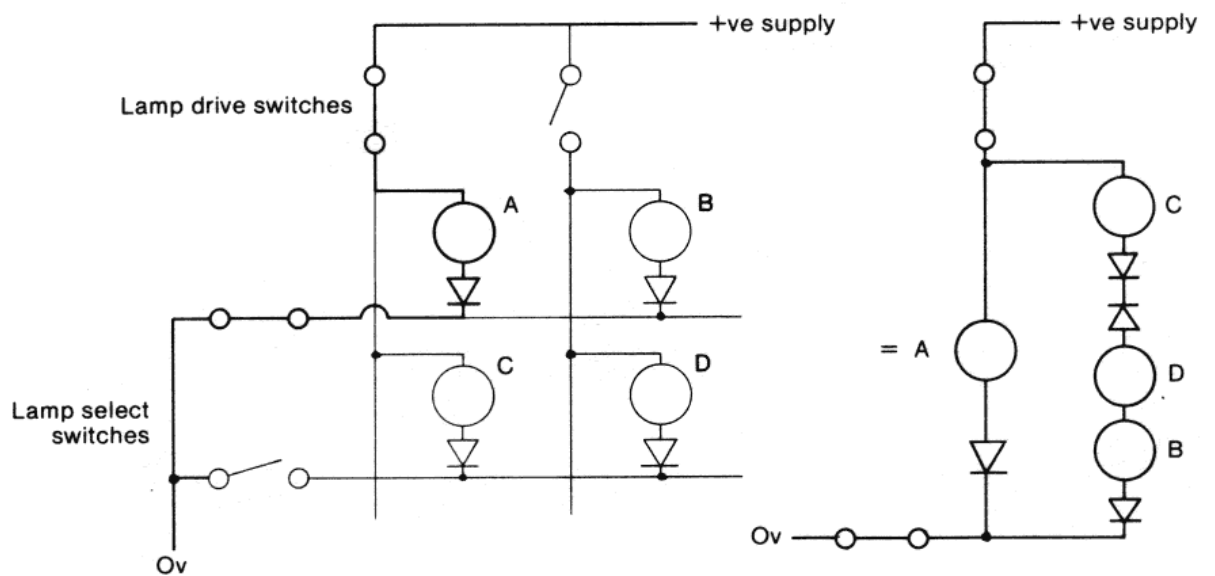 +ve supply
+ve supply
Lamp drive switches
A
B
C
C
D
= A
D
Lamp select
switches
B
Ov
Ov